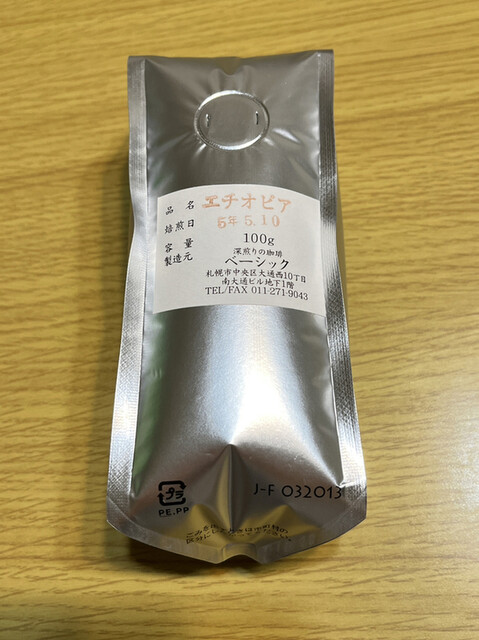 品 名 エチオピア
焙煎日 5年 5.10
容 量 100g
製造元 深煎りの珈琲
ベーシック
札幌市中央区大通西10丁目
南大通ビル地下1階
TEL/FAX 011-271-9043
プラ
PE.PP
J-F 032013